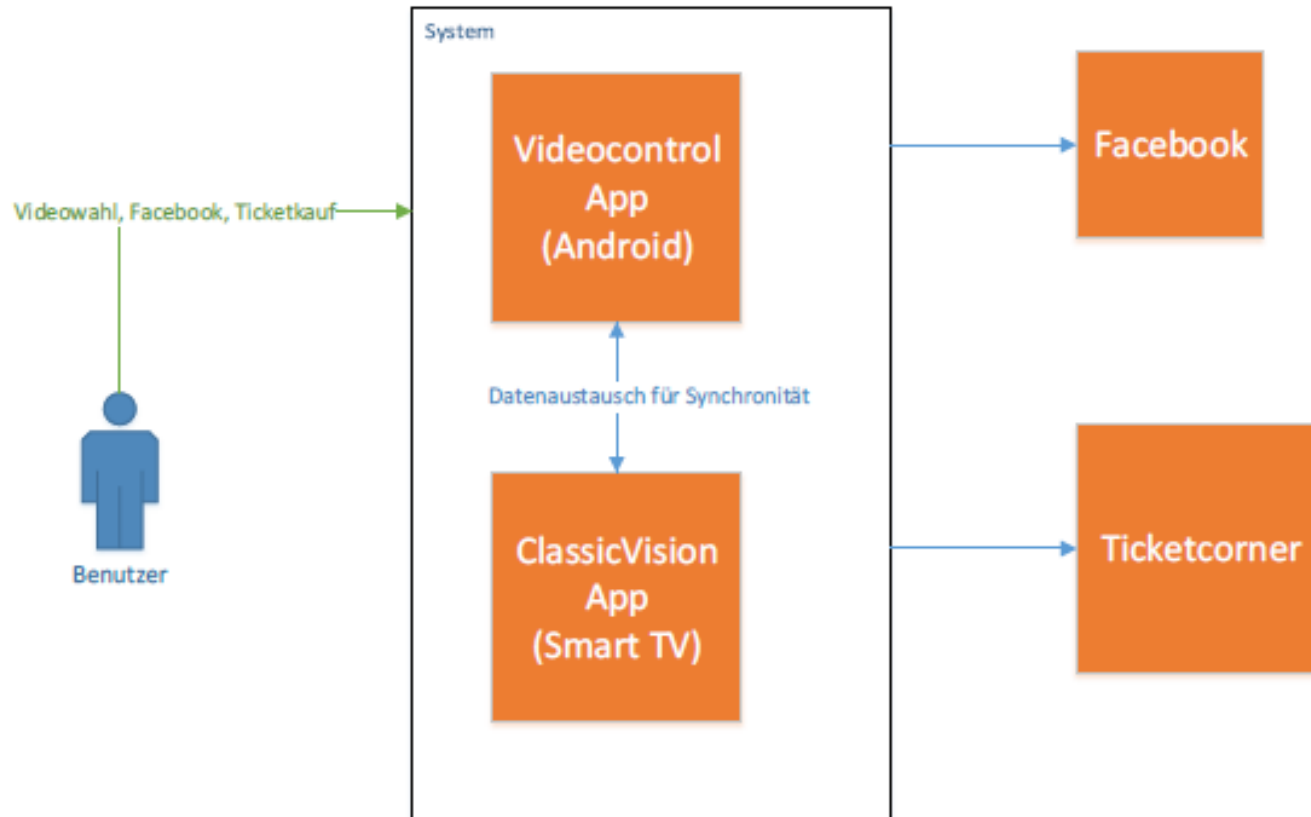 System
Videocontrol
App
(Android)
Facebook
Videowahl, Facebook, Ticketkauf
Datenaustausch für Synchronität
ClassicVision
App
(Smart TV)
Ticketcorner
Benutzer